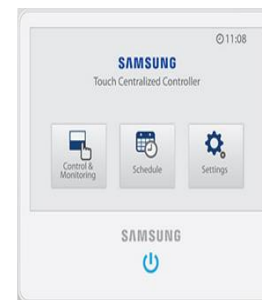 11:08
SAMSUNG
Touch Centralized Controller
Control &
Monitoring
Schedule
Settings
SAMSUNG